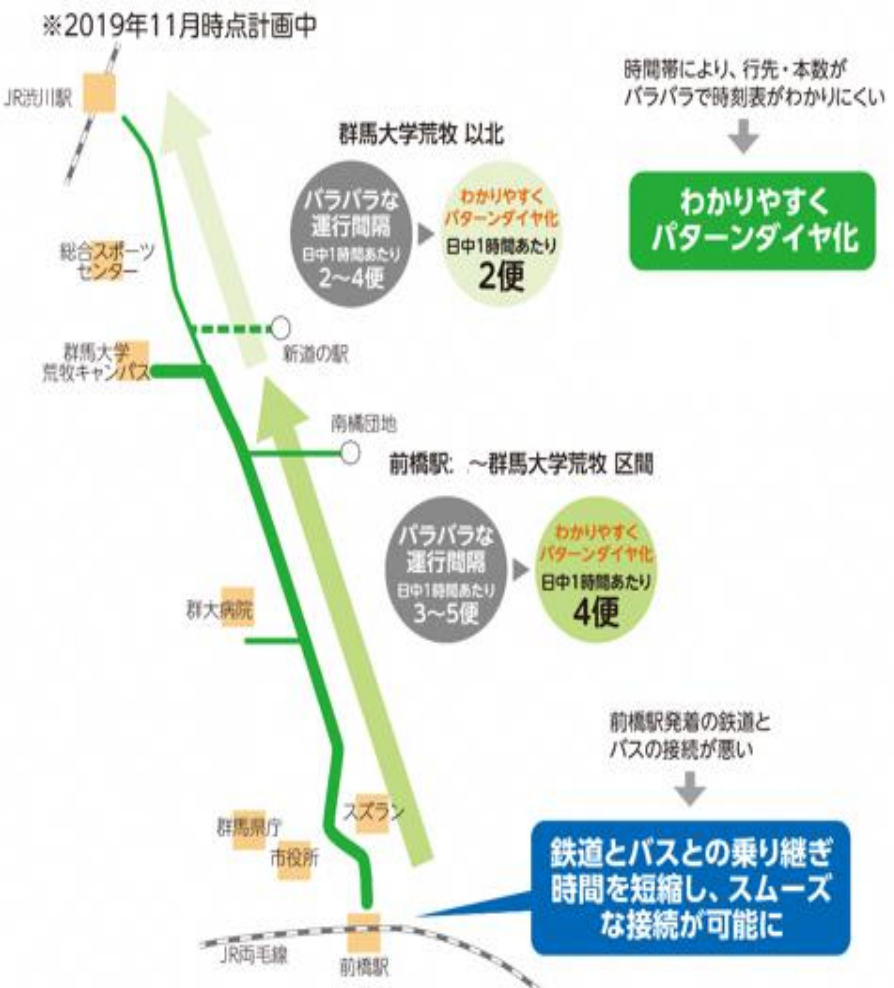 ※2019年11月時点計画中
JR渋川駅
時間帯により、行先・本数が
バラバラで時刻表がわかりにくい
わかりやすく
パターンダイヤ化
群馬大学荒牧 以北
バラバラな
運行間隔
日中1時間あたり
2〜4便
わかりやすく
パターンダイヤ化
日中1時間あたり
2便
総合スポーツ
センター
新道の駅
群馬大学
荒牧キャンパス
南橘団地
前橋駅: 〜群馬大学荒牧 区間
バラバラな
運行間隔
日中1時間あたり
3〜5便
わかりやすく
パターンダイヤ化
日中1時間あたり
4便
群大病院
前橋駅発着の鉄道と
バスの接続が悪い
鉄道とバスとの乗り継ぎ
時間を短縮し、スムーズ
な接続が可能に
スズラン
群馬県庁
市役所
JR両毛線
前橋駅